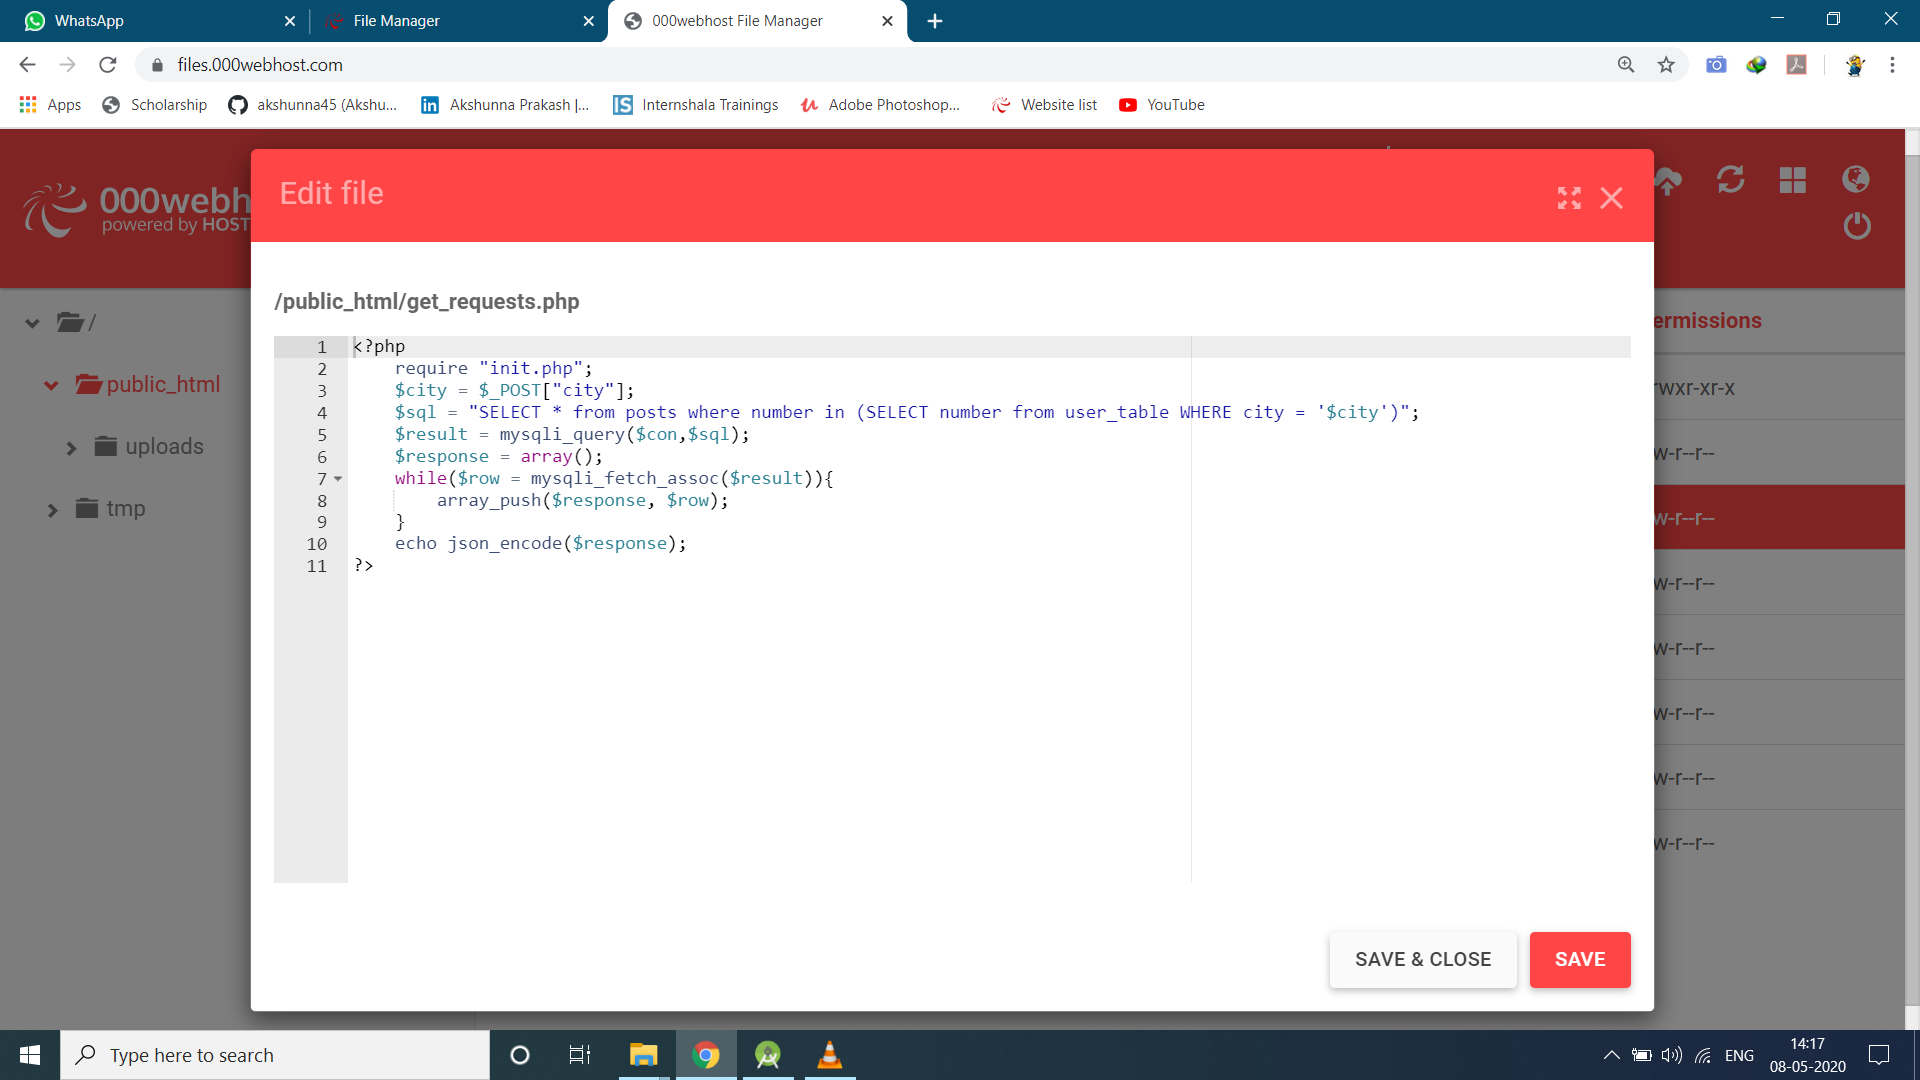 WhatsApp
File Manager
000webhost File Manager
files.000webhost.com
Apps
Scholarship
akshunna45 (Akshu...
Akshunna Prakash |...
Internshala Trainings
Adobe Photoshop...
Website list
YouTube
000webh
powered by HOST
Edit file
/
public_html
uploads
tmp
/public_html/get_requests.php
1 <?php
2     require "init.php";
3     $city = $_POST["city"];
4     $sql = "SELECT * from posts where number in (SELECT number from user_table WHERE city = '$city')";
5     $result = mysqli_query($con,$sql);
6     $response = array();
7     while($row = mysqli_fetch_assoc($result)){
8         array_push($response, $row);
9     }
10     echo json_encode($response);
11 ?>
ermissions
rwxr-xr-x
w-r--r--
w-r--r--
w-r--r--
w-r--r--
w-r--r--
w-r--r--
w-r--r--
SAVE & CLOSE
SAVE
Type here to search
ENG
14:17
08-05-2020